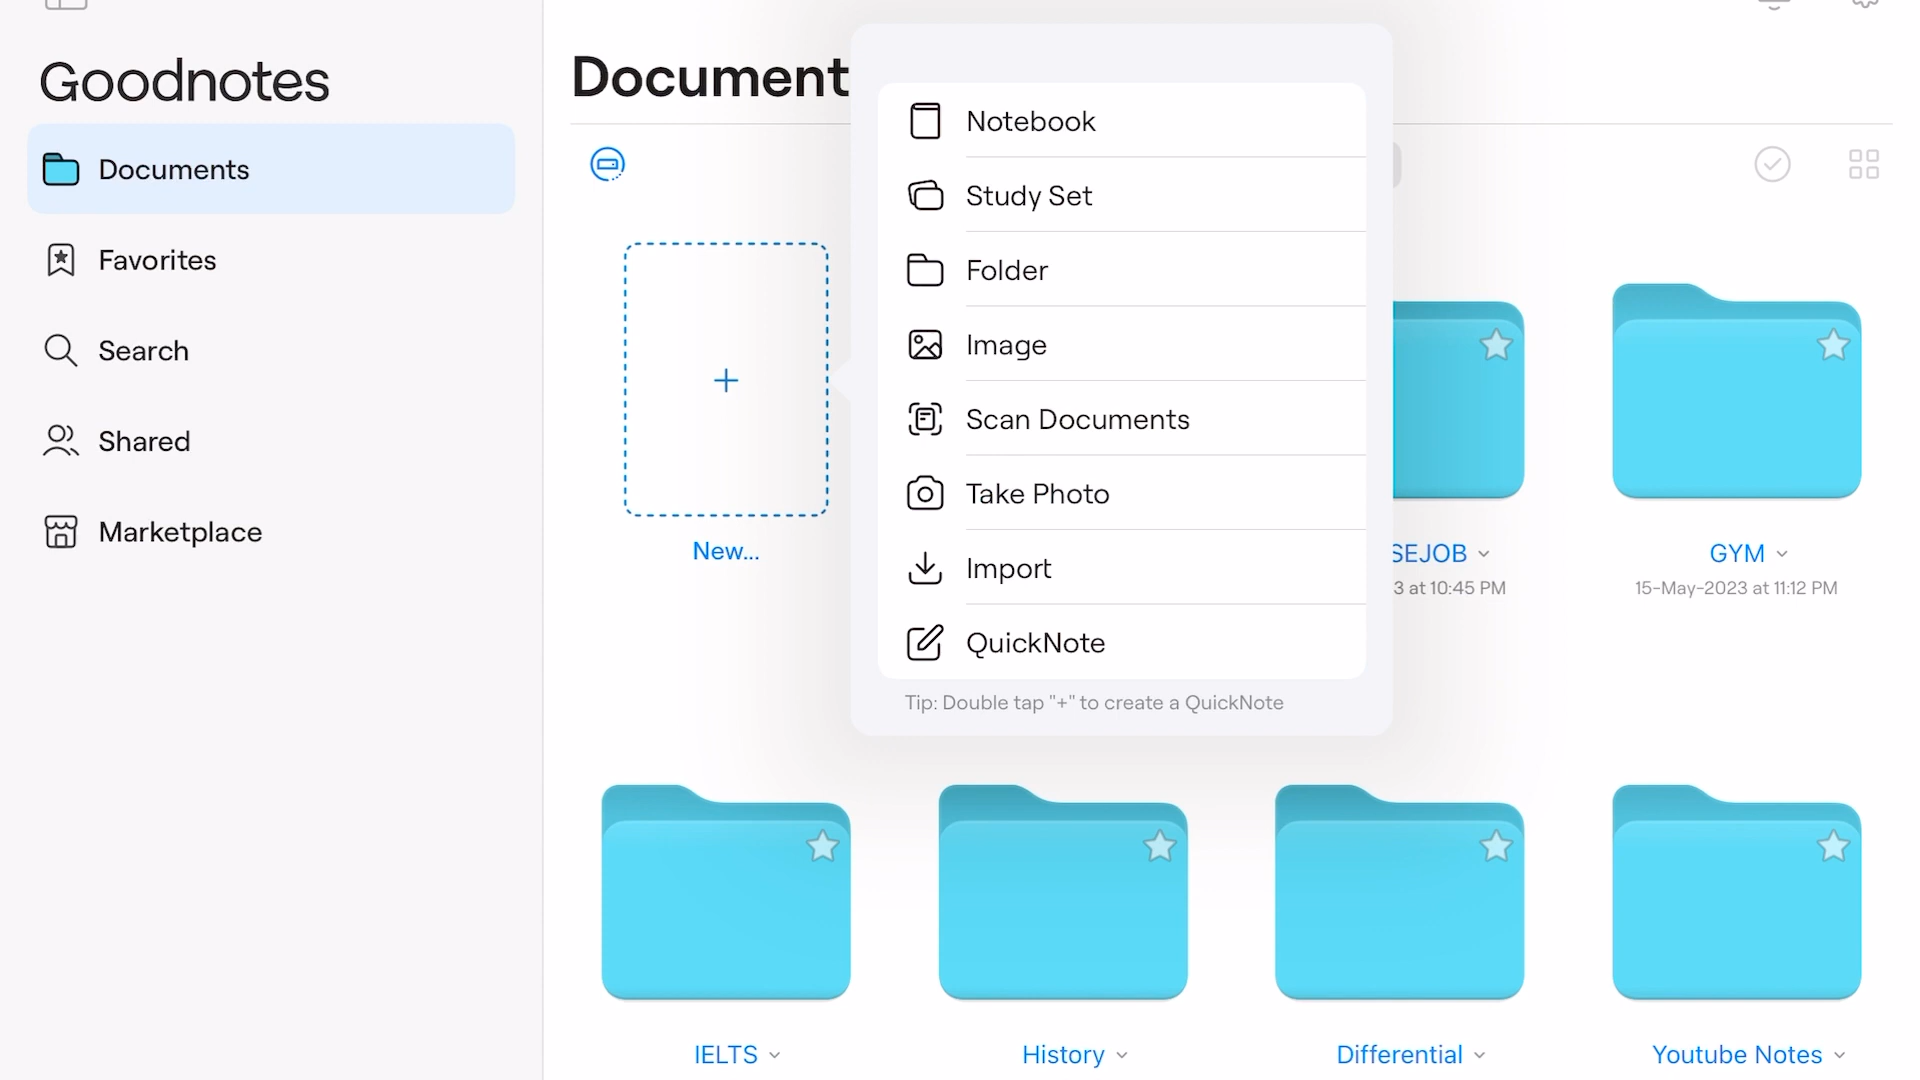 Goodnotes
Documents
Favorites
Search
Shared
Marketplace
Document
Notebook
Study Set
Folder
Image
Scan Documents
Take Photo
Import
QuickNote
Tip: Double tap "+" to create a QuickNote
New...
SEJOB
3 at 10:45 PM
GYM
15-May-2023 at 11:12 PM
IELTS
History
Differential
Youtube Notes